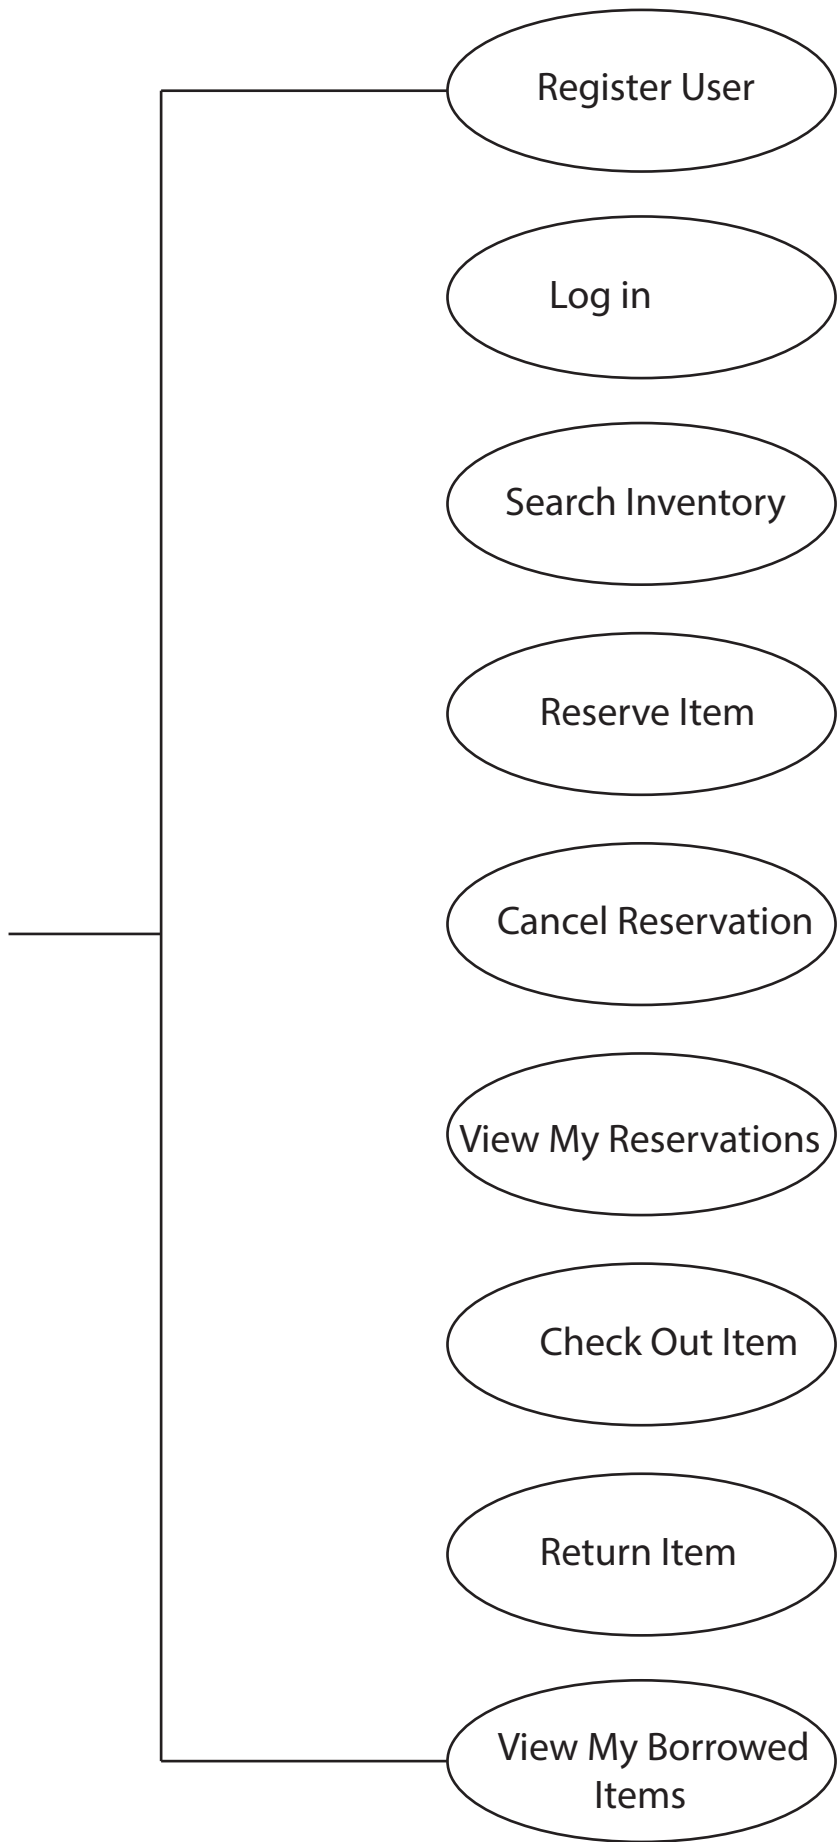 Register User
Log in
Search Inventory
Reserve Item
Cancel Reservation
View My Reservations
Check Out Item
Return Item
View My Borrowed
Items